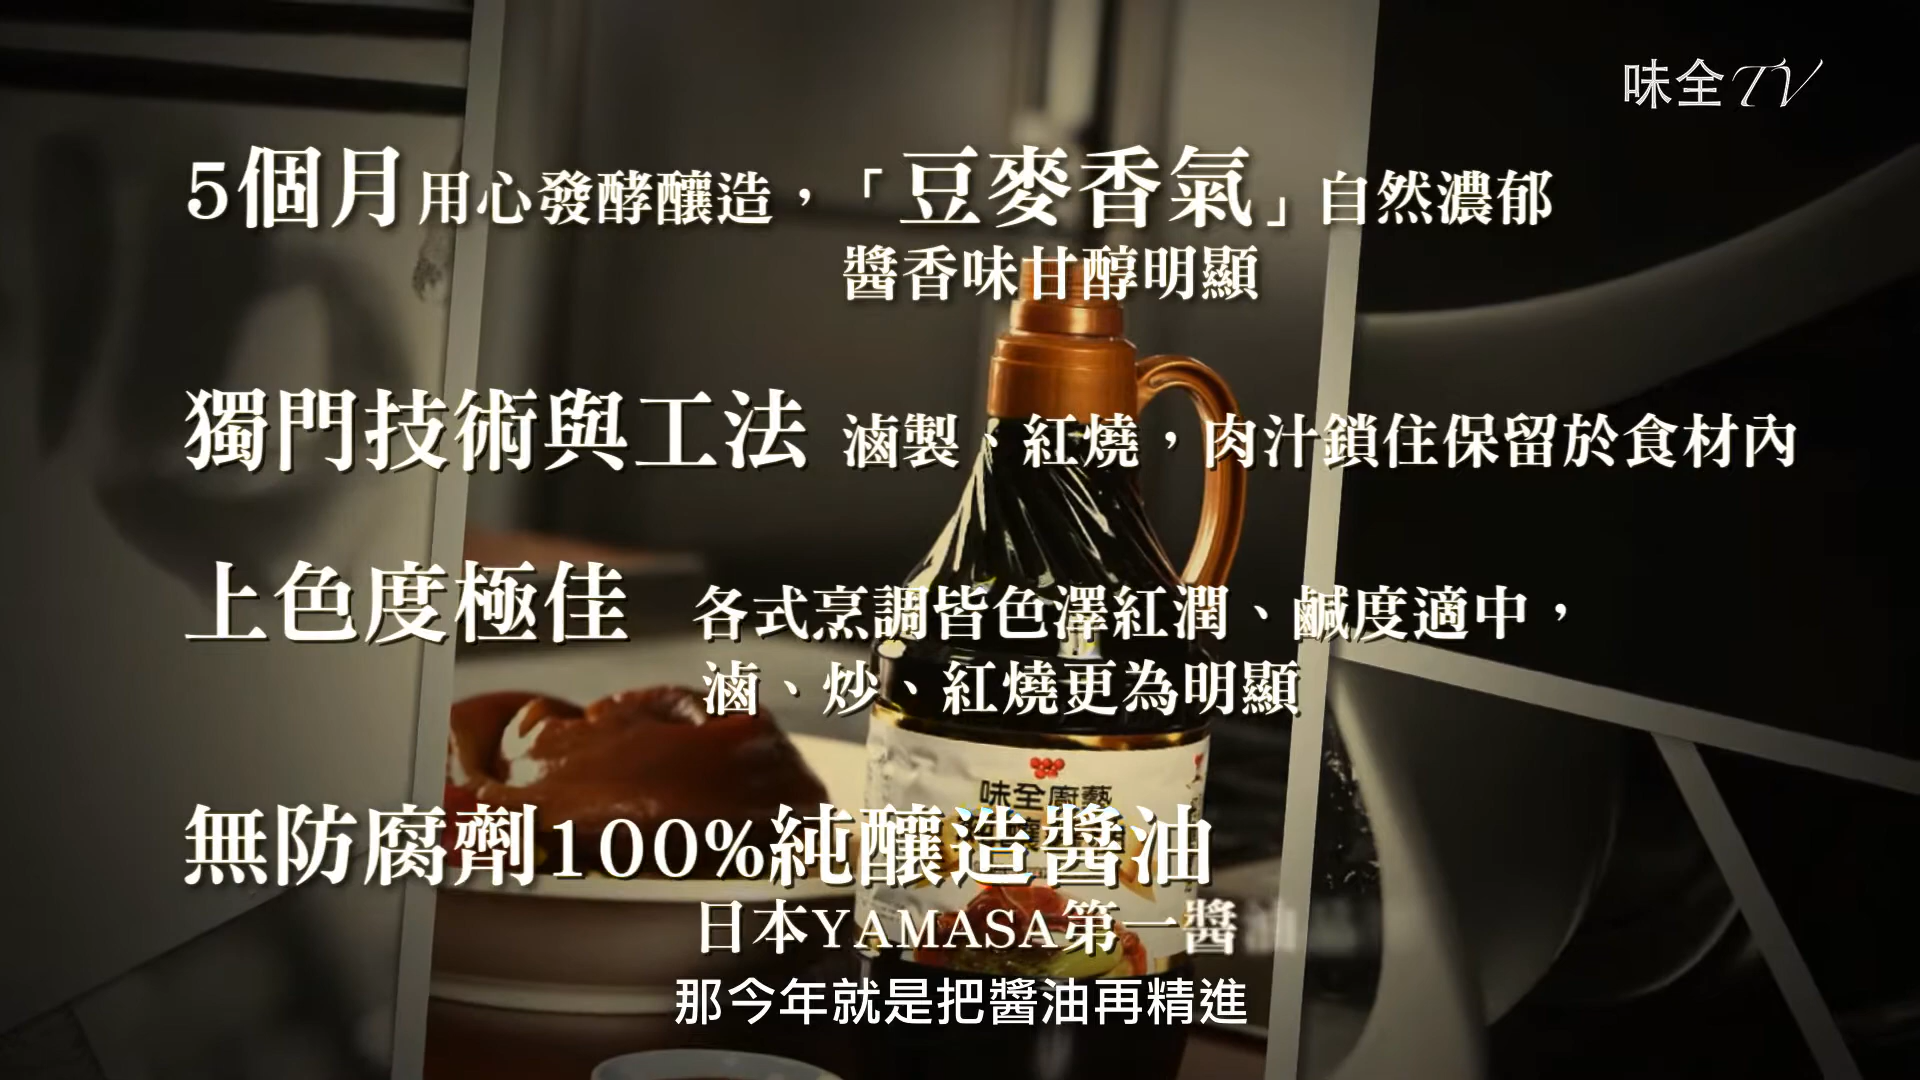 味全TV
5個月用心發酵釀造，「豆麥香氣」自然濃郁
醬香味甘醇明顯
獨門技術與工法 滷製、紅燒，肉汁鎖住保留於食材內
上色度極佳 各式烹調皆色澤紅潤、鹹度適中，
滷、炒、紅燒更為明顯
味全廚藝
無防腐劑100%純釀造醬油
日本YAMASA第一醬油
那今年就是把醬油再精進